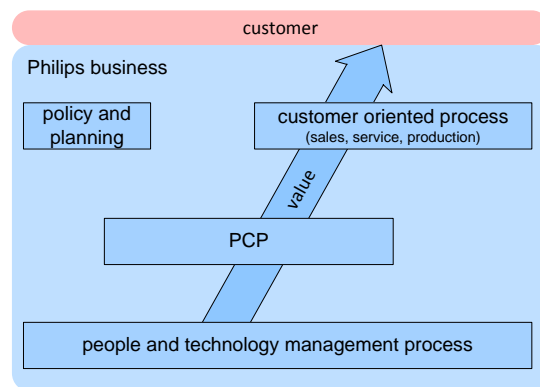 customer
Philips business
policy and
planning
customer oriented process
(sales, service, production)
value
PCP
people and technology management process